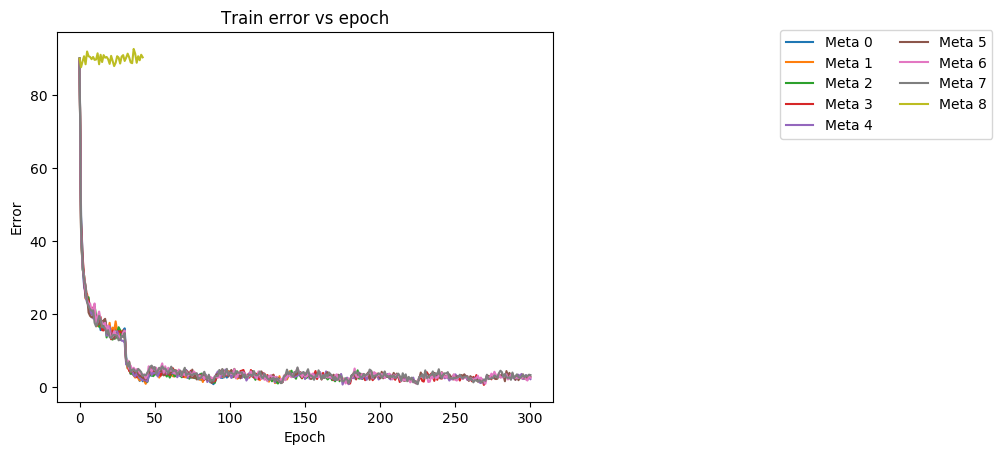 Train error vs epoch
Error
80
60
40
20
0
0 50 100 150 200 250 300
Epoch
Meta 0
Meta 1
Meta 2
Meta 3
Meta 4
Meta 5
Meta 6
Meta 7
Meta 8